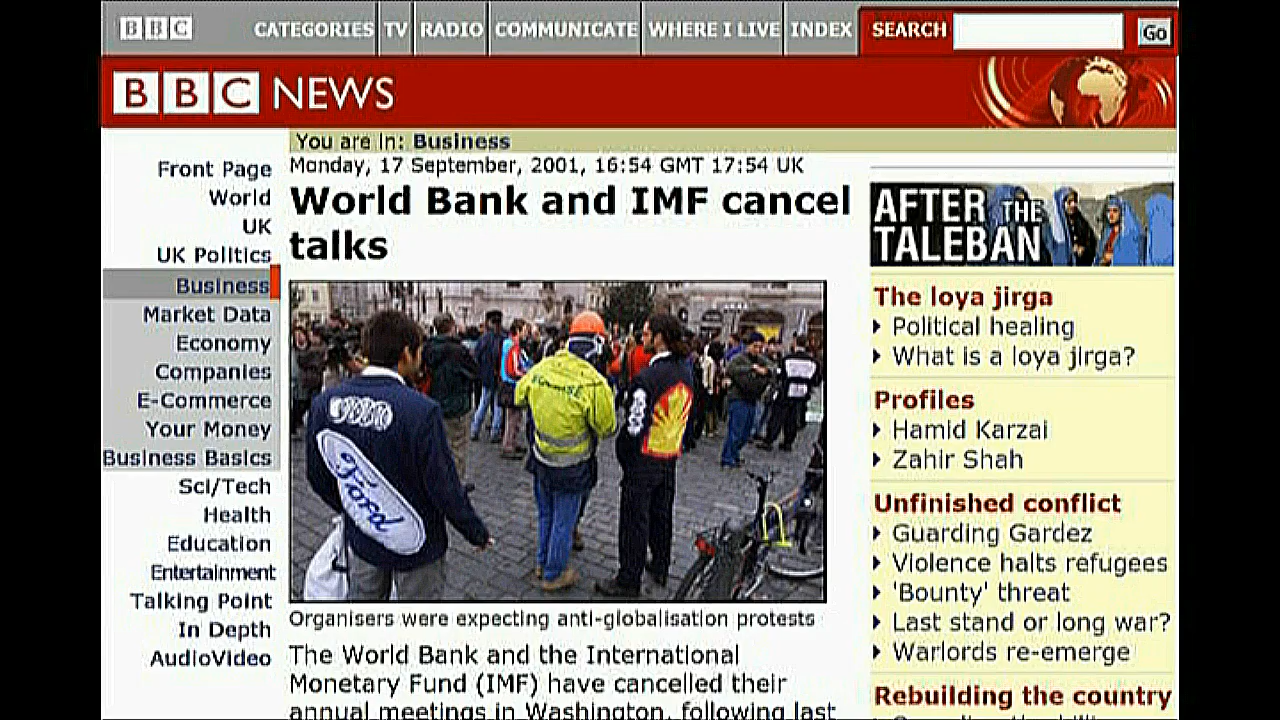 BBC CATEGORIES TV RADIO COMMUNICATE WHERE I LIVE INDEX SEARCH Go
BBC NEWS
You are in: Business
Front Page
World
UK
UK Politics
Business
Market Data
Economy
Companies
E-Commerce
Your Money
Business Basics
Sci/Tech
Health
Education
Entertainment
Talking Point
In Depth
AudioVideo
Monday, 17 September, 2001, 16:54 GMT 17:54 UK
World Bank and IMF cancel
talks
Ford
Organisers were expecting anti-globalisation protests
The World Bank and the International
Monetary Fund (IMF) have cancelled their
annual meetings in Washington, following last
AFTER THE
TALEBAN
The loya jirga
Political healing
What is a loya jirga?
Profiles
Hamid Karzai
Zahir Shah
Unfinished conflict
Guarding Gardez
Violence halts refugees
'Bounty' threat
Last stand or long war?
Warlords re-emerge
Rebuilding the country